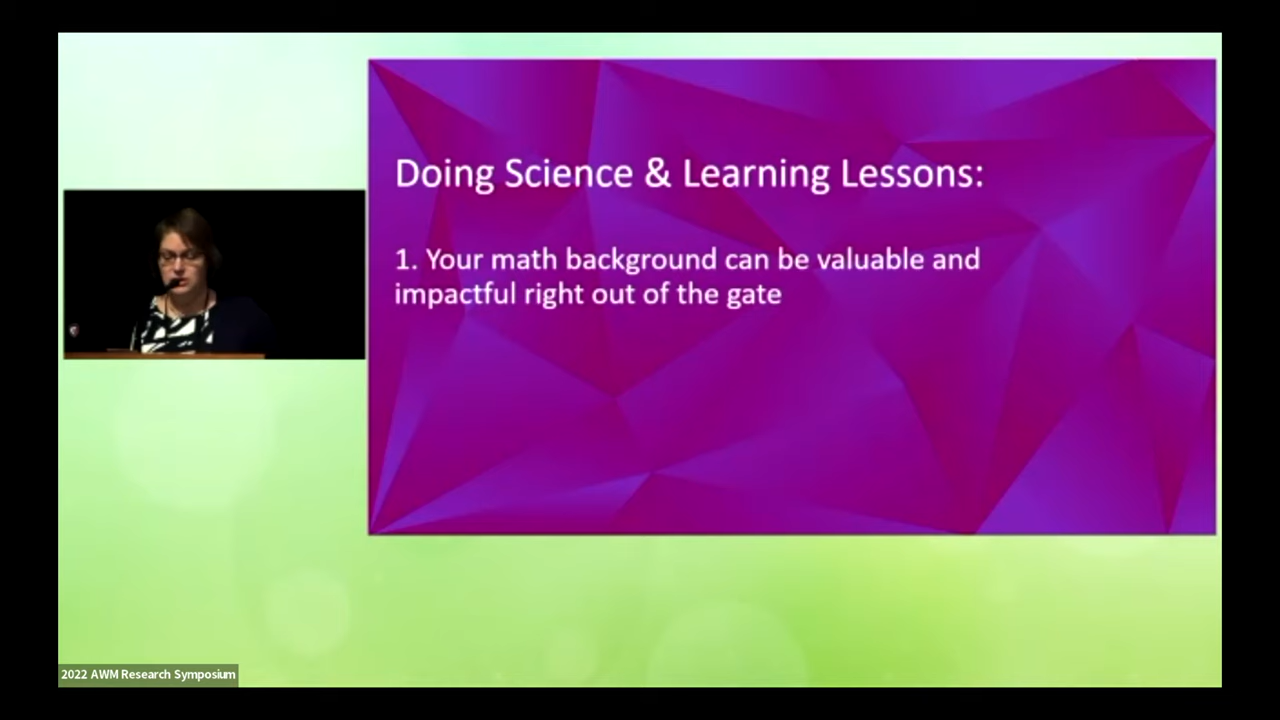 Doing Science & Learning Lessons:
1. Your math background can be valuable and
impactful right out of the gate
2022 AWM Research Symposium